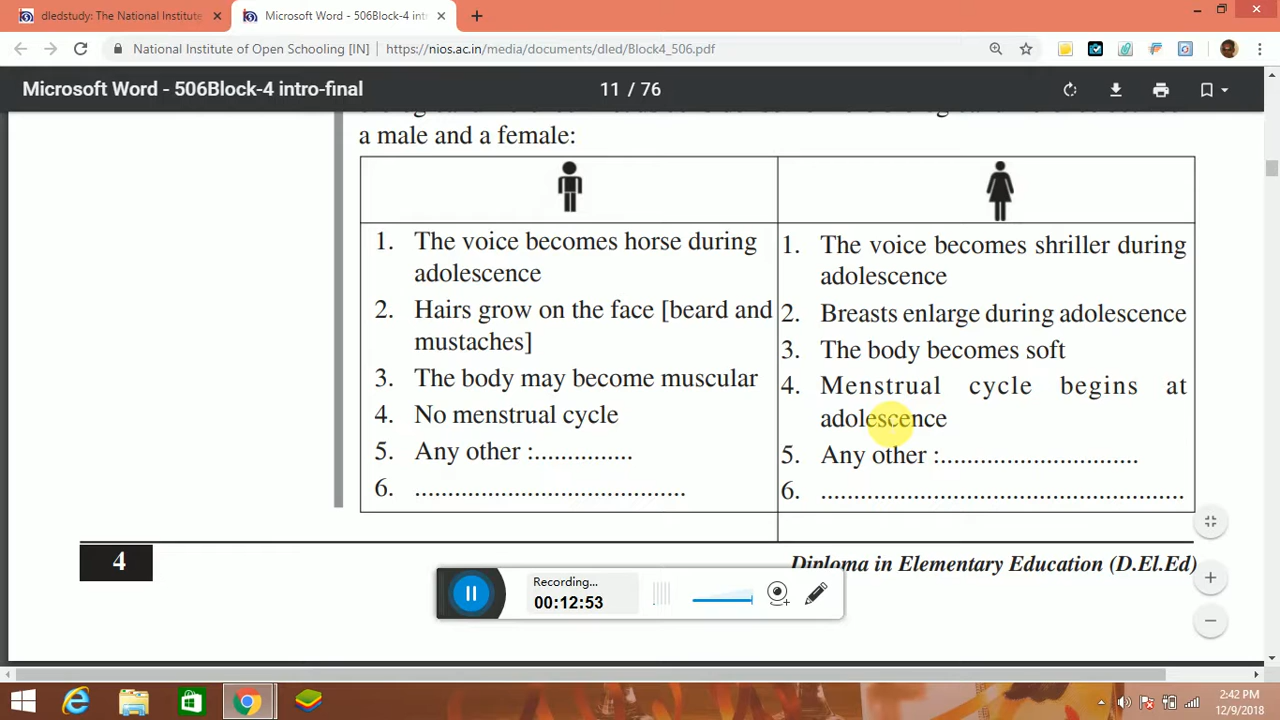 dledstudy: The National Institute
Microsoft Word - 506Block-4 int
National Institute of Open Schooling [IN]
https://nios.ac.in/media/documents/dled/Block4_506.pdf
Microsoft Word - 506Block-4 intro-final
11 / 76
a male and a female:
1. The voice becomes horse during
adolescence
2. Hairs grow on the face [beard and
mustaches]
3. The body may become muscular
4. No menstrual cycle
5. Any other :..............
6. ........................................
1. The voice becomes shriller during
adolescence
2. Breasts enlarge during adolescence
3. The body becomes soft
4. Menstrual cycle begins at
adolescence
5. Any other :............................
6. ....................................................
4
Diploma in Elementary Education (D.El.Ed)
Recording...
00:12:53
2:42 PM
12/9/2018